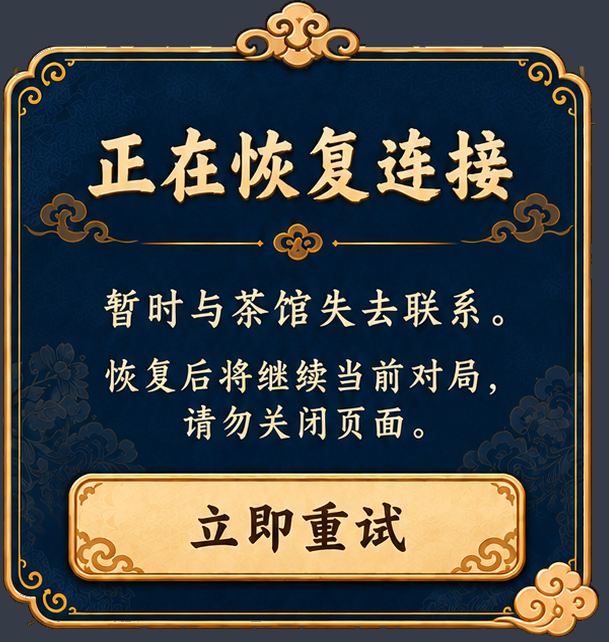 正在恢复连接
暂时与茶馆失去联系。
恢复后将继续当前对局，
请勿关闭页面。
立即重试